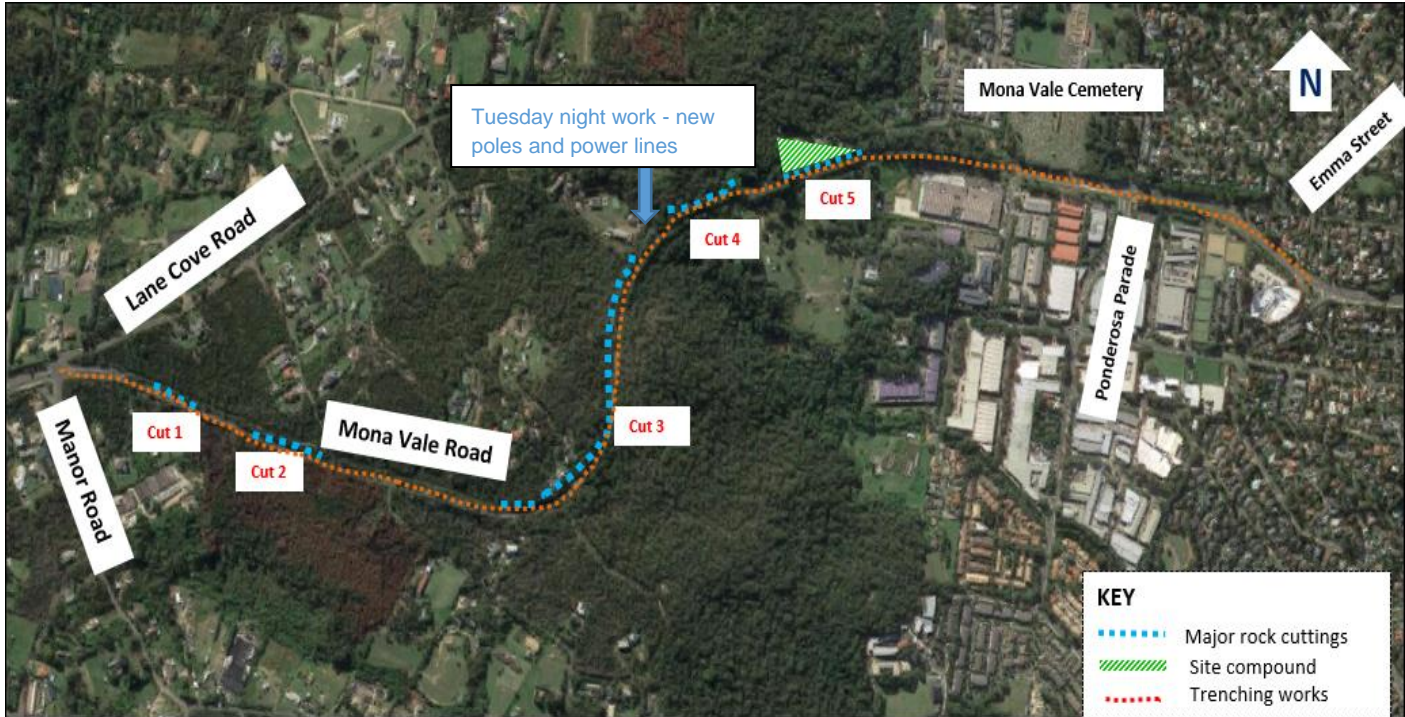 Mona Vale Cemetery
N
Emma Street
Tuesday night work - new
poles and power lines
Lane Cove Road
Cut 5
Cut 4
Ponderosa Parade
Manor Road
Cut 1
Cut 2
Mona Vale Road
Cut 3
KEY
Major rock cuttings
Site compound
Trenching works